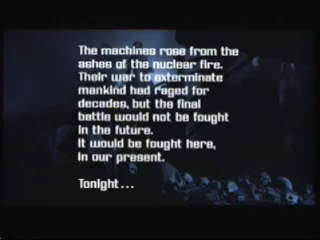 The machines rose from the
ashes of the nuclear fire.
Their war to exterminate
mankind had raged for
decades, but the final
battle would not be fought
In the future.
It would be fought here,
In our present.
Tonight...